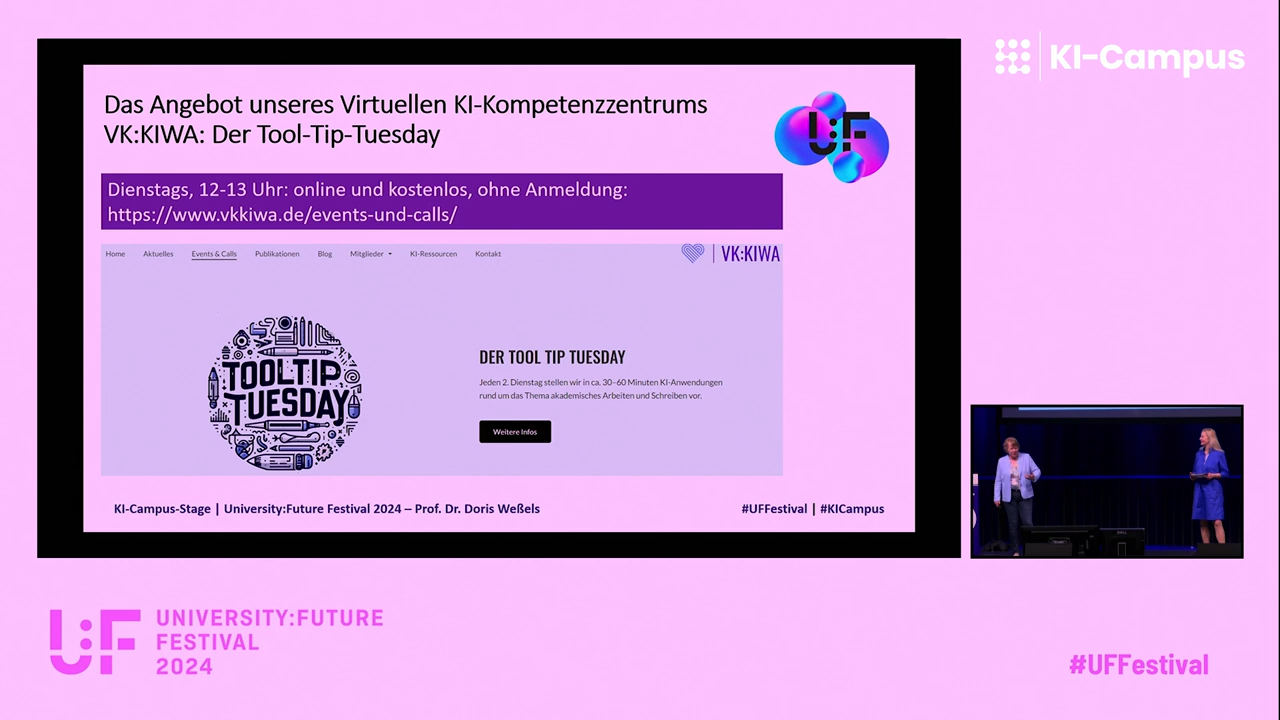 KI-Campus
Das Angebot unseres Virtuellen KI-Kompetenzzentrums
VK:KIWA: Der Tool-Tip-Tuesday
U:F
Dienstags, 12-13 Uhr: online und kostenlos, ohne Anmeldung:
https://www.vkkiwa.de/events-und-calls/
Home Aktuelles Events & Calls Publikationen Blog Mitglieder KI-Ressourcen Kontakt
VK:KIWA
TOOLTIP
TUESDAY
DER TOOL TIP TUESDAY
Jeden 2. Dienstag stellen wir in ca. 30–60 Minuten KI-Anwendungen
rund um das Thema akademisches Arbeiten und Schreiben vor.
Weitere Infos
KI-Campus-Stage | University:Future Festival 2024 – Prof. Dr. Doris Weßels
#UFFestival | #KICampus
U:F
UNIVERSITY:FUTURE
FESTIVAL
2024
#UFFestival